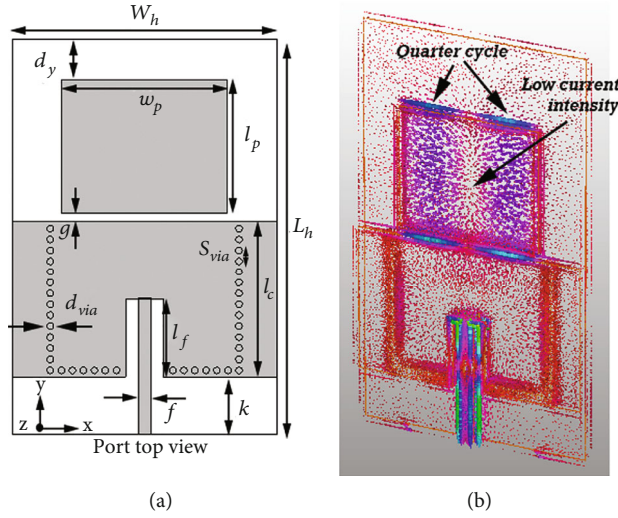 W_h
d_y
w_p
l_p
g
S_via
L_h
d_via
l_c
l_f
y
f
k
z
x
Port top view
(a)
Quarter cycle
Low current
intensity
(b)